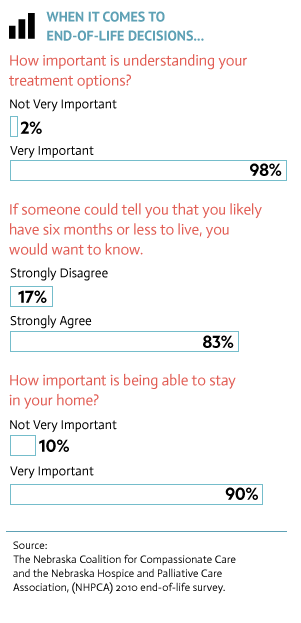 WHEN IT COMES TO
END-OF-LIFE DECISIONS...
How important is understanding your
treatment options?
Not Very Important
2%
Very Important
98%
If someone could tell you that you likely
have six months or less to live, you
would want to know.
Strongly Disagree
17%
Strongly Agree
83%
How important is being able to stay
in your home?
Not Very Important
10%
Very Important
90%
Source:
The Nebraska Coalition for Compassionate Care
and the Nebraska Hospice and Palliative Care
Association, (NHPCA) 2010 end-of-life survey.